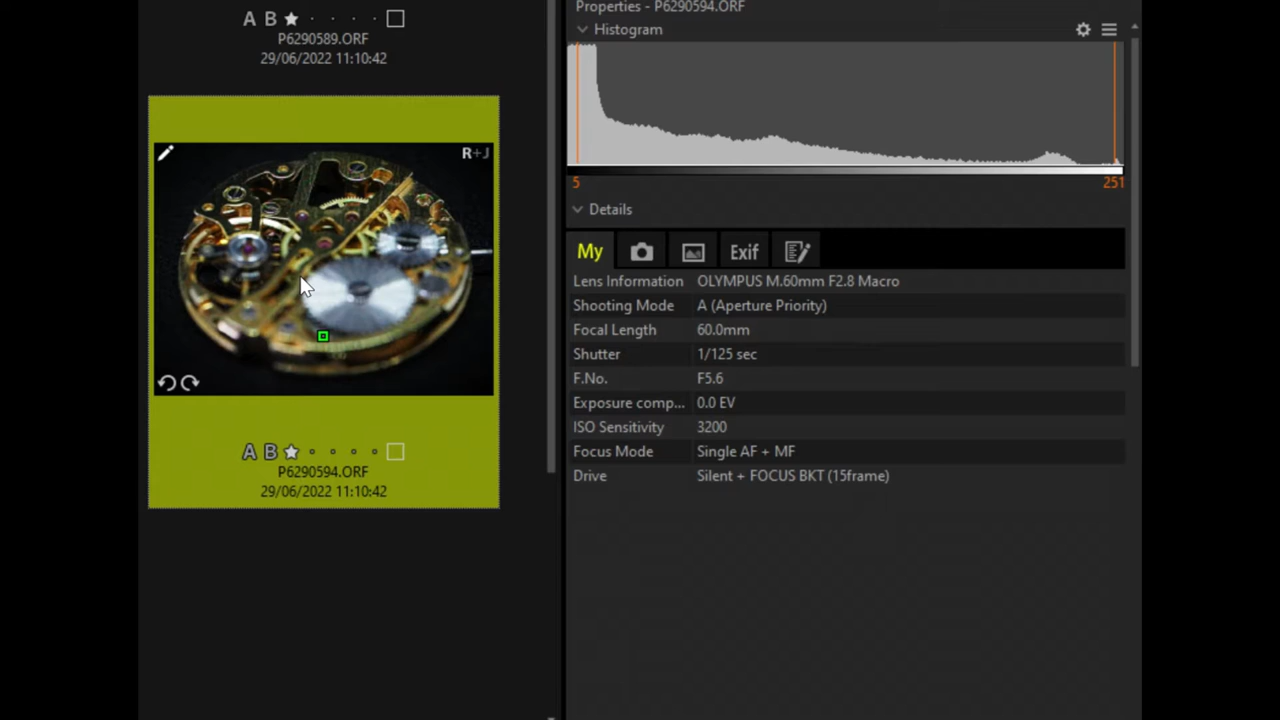 A B
P6290589.ORF
29/06/2022 11:10:42
R+J
A B
P6290594.ORF
29/06/2022 11:10:42
Properties - P6290594.ORF
Histogram
5
251
Details
My Exif
Lens Information OLYMPUS M.60mm F2.8 Macro
Shooting Mode A (Aperture Priority)
Focal Length 60.0mm
Shutter 1/125 sec
F.No. F5.6
Exposure comp... 0.0 EV
ISO Sensitivity 3200
Focus Mode Single AF + MF
Drive Silent + FOCUS BKT (15frame)